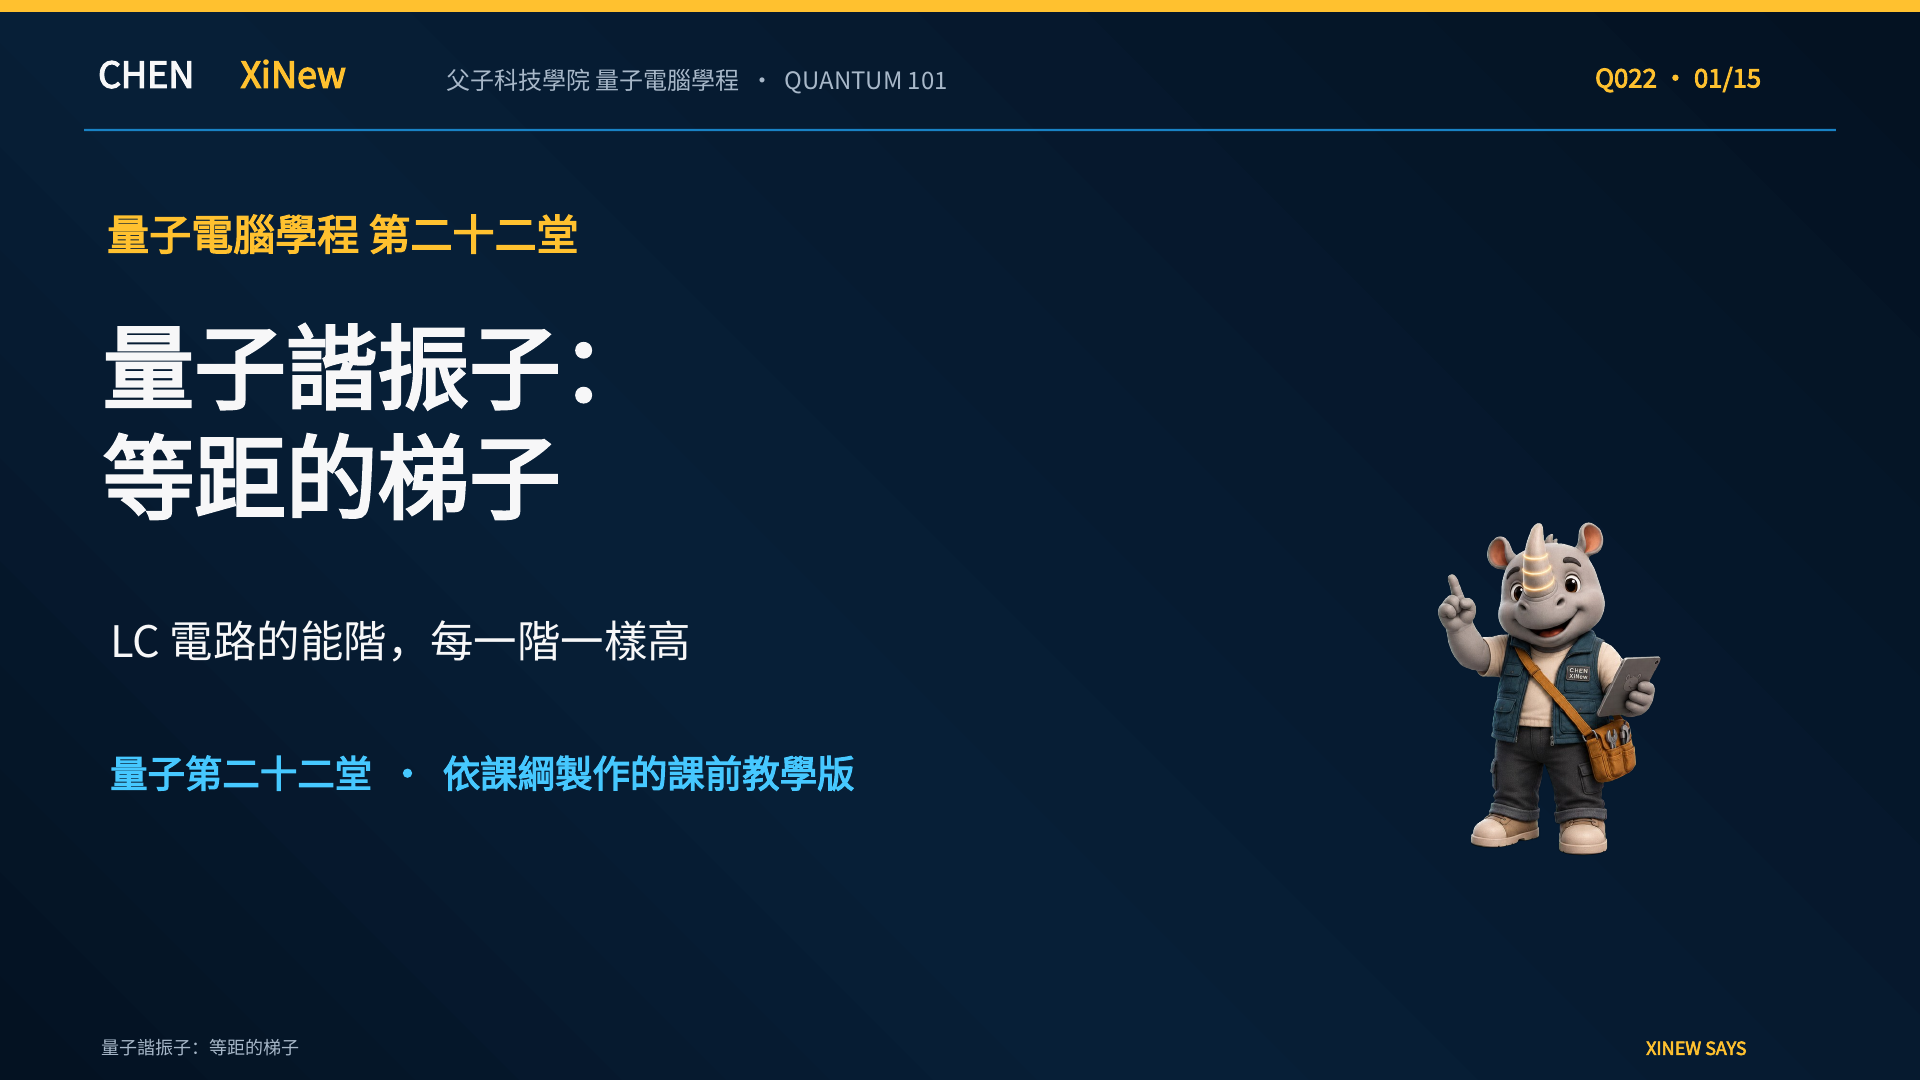 CHEN XiNew 父子科技學院 量子電腦學程 • QUANTUM 101 Q022 • 01/15
量子電腦學程 第二十二堂
量子諧振子：
等距的梯子
LC 電路的能階，每一階一樣高
量子第二十二堂 • 依課綱製作的課前教學版
CHEN
XiNew
量子諧振子：等距的梯子 XINEW SAYS